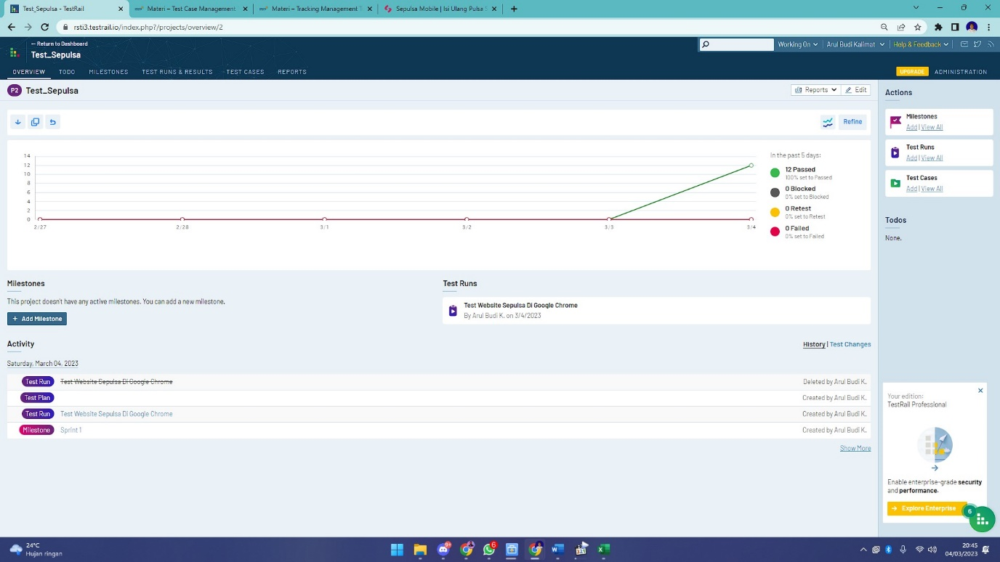 Test_Sepulsa - TestRail
Materi – Test Case Management
Materi – Tracking Management T
Sepulsa Mobile | Isi Ulang Pulsa S
rsti3.testrail.io/index.php?/projects/overview/2
← Return to Dashboard
Test_Sepulsa
Working On
Arul Budi Kalimat
Help & Feedback
OVERVIEW
TODO
MILESTONES
TEST RUNS & RESULTS
TEST CASES
REPORTS
UPGRADE
ADMINISTRATION
P2
Test_Sepulsa
Reports
Edit
Refine
14
12
10
8
6
4
2
0
2/27
2/28
3/1
3/2
3/3
3/4
In the past 5 days:
12 Passed
100% set to Passed
0 Blocked
0% set to Blocked
0 Retest
0% set to Retest
0 Failed
0% set to Failed
Milestones
This project doesn't have any active milestones. You can add a new milestone.
+ Add Milestone
Test Runs
Test Website Sepulsa Di Google Chrome
By Arul Budi K. on 3/4/2023
Activity
History | Test Changes
Saturday, March 04, 2023
Test Run Test Website Sepulsa Di Google Chrome Deleted by Arul Budi K.
Test Plan Created by Arul Budi K.
Test Run Test Website Sepulsa Di Google Chrome Created by Arul Budi K.
Milestone Sprint 1 Created by Arul Budi K.
Show More
Actions
Milestones
Add | View All
Test Runs
Add | View All
Test Cases
Add | View All
Todos
None.
Your edition:
TestRail Professional
Enable enterprise-grade security
and performance.
→ Explore Enterprise
6
24°C
Hujan ringan
6
20:45
04/03/2023